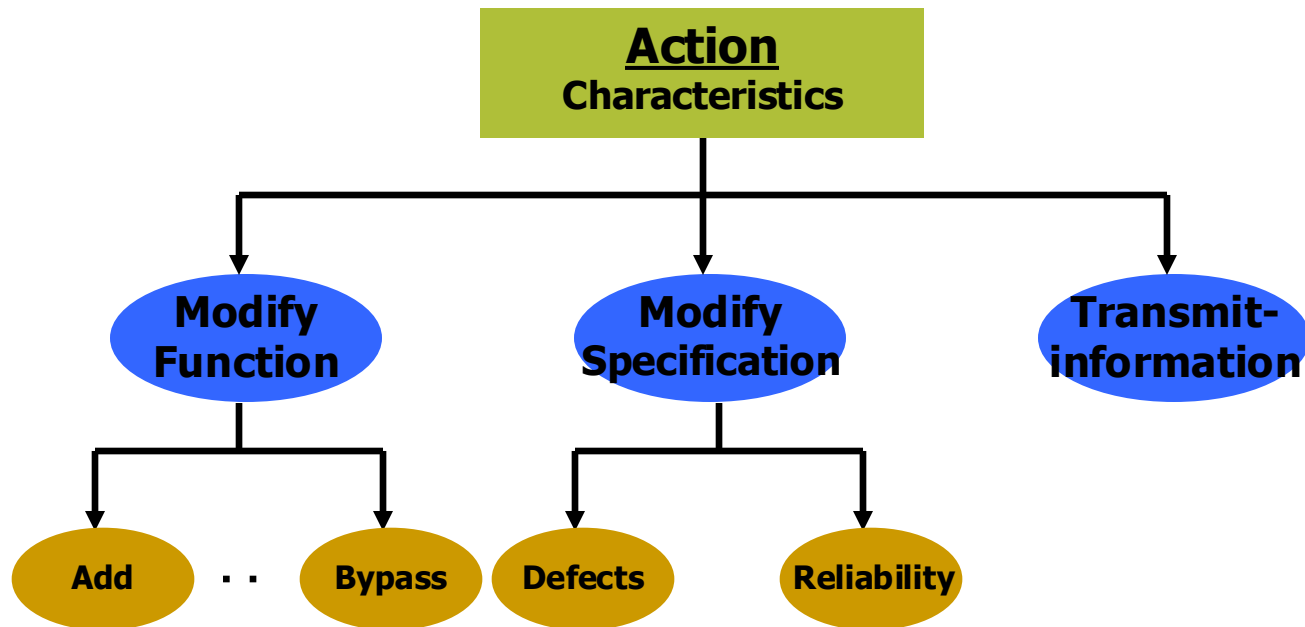 Action
Characteristics
Modify
Function
Modify
Specification
Transmit-
information
Add
. .
Bypass
Defects
Reliability